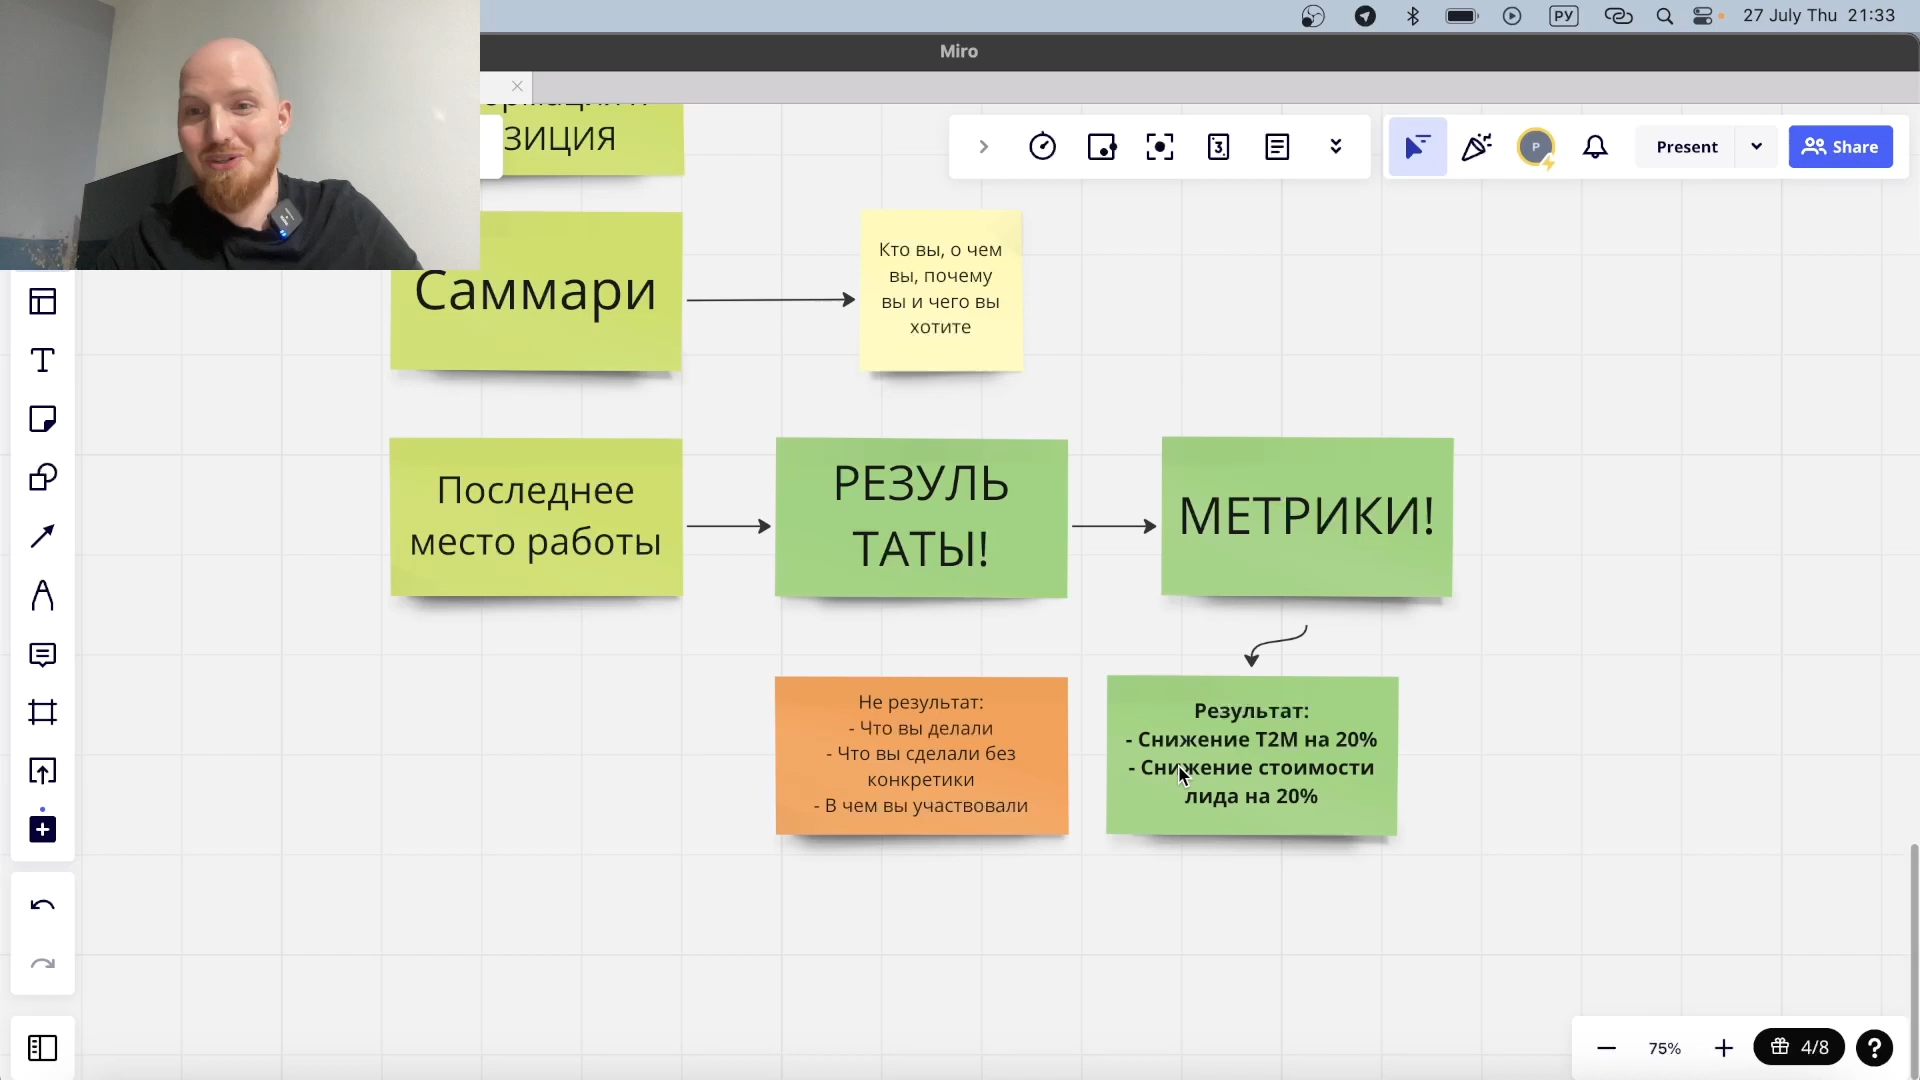 27 July Thu 21:33
РУ
Miro
ЗИЦИЯ
3
P
Present
Share
Саммари
Кто вы, о чем
вы, почему
вы и чего вы
хотите
Последнее
место работы
РЕЗУЛЬ
ТАТЫ!
МЕТРИКИ!
Не результат:
- Что вы делали
- Что вы сделали без
конкретики
- В чем вы участвовали
Результат:
- Снижение T2M на 20%
- Снижение стоимости
лида на 20%
75%
4/8
?